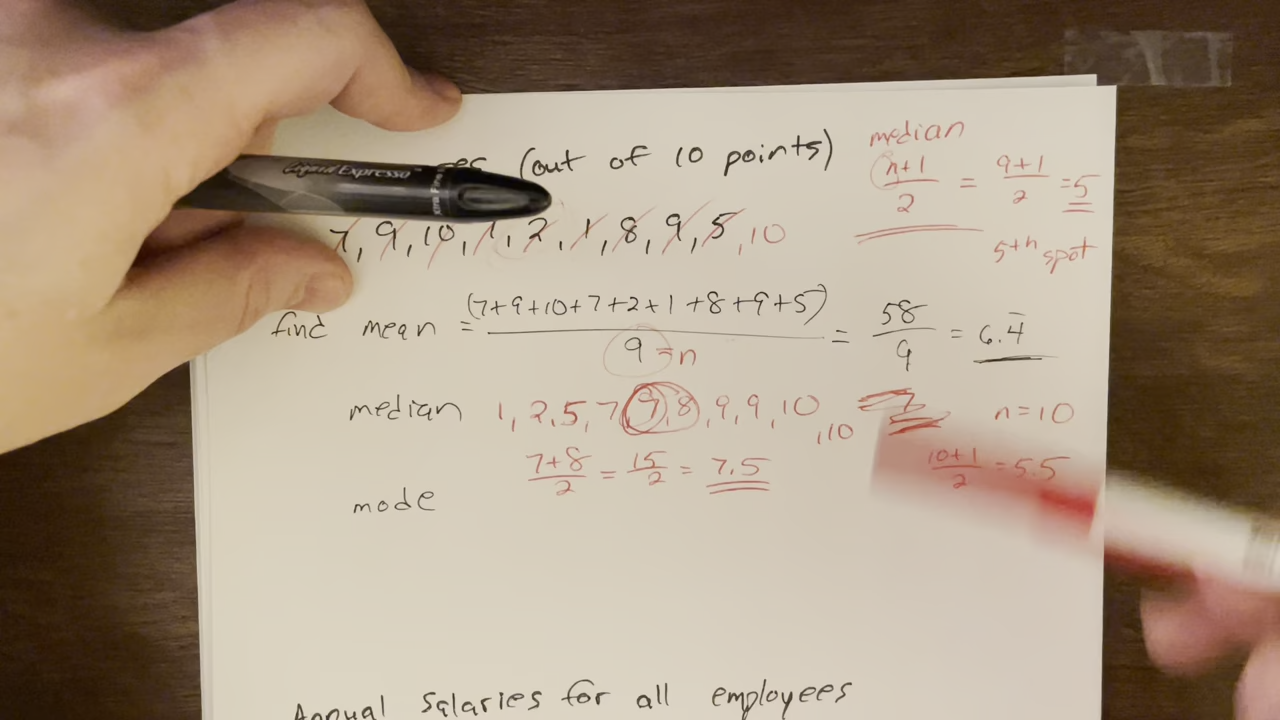 (out of 10 points)
7, 9, 10, 7, 2, 1, 8, 9, 5, 10
median
n+1/2 = 9+1/2 = 5
5th spot
find mean = (7+9+10+7+2+1+8+9+5)/9 = 58/9 = 6.4̅
= n
median 1, 2, 5, 7, 7, 8, 9, 9, 10, 10
n = 10
7+8/2 = 15/2 = 7.5
10+1/2 = 5.5
mode
Annual Salaries for all employees